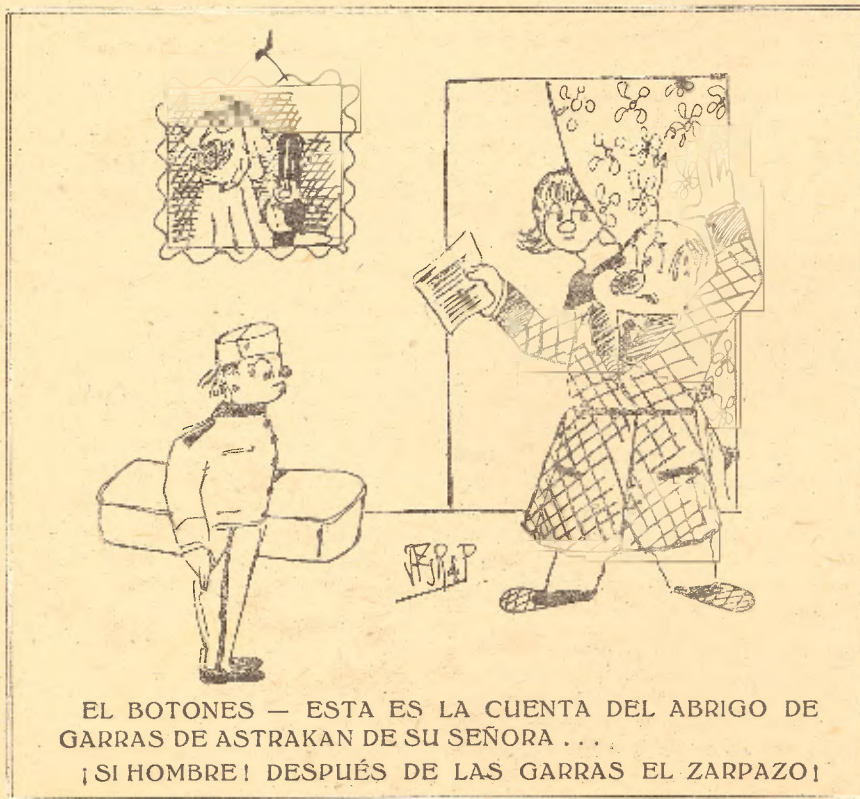 EL BOTONES — ESTA ES LA CUENTA DEL ABRIGO DE
GARRAS DE ASTRAKAN DE SU SEÑORA . . .
¡SI HOMBRE! DESPUÉS DE LAS GARRAS EL ZARPAZO!